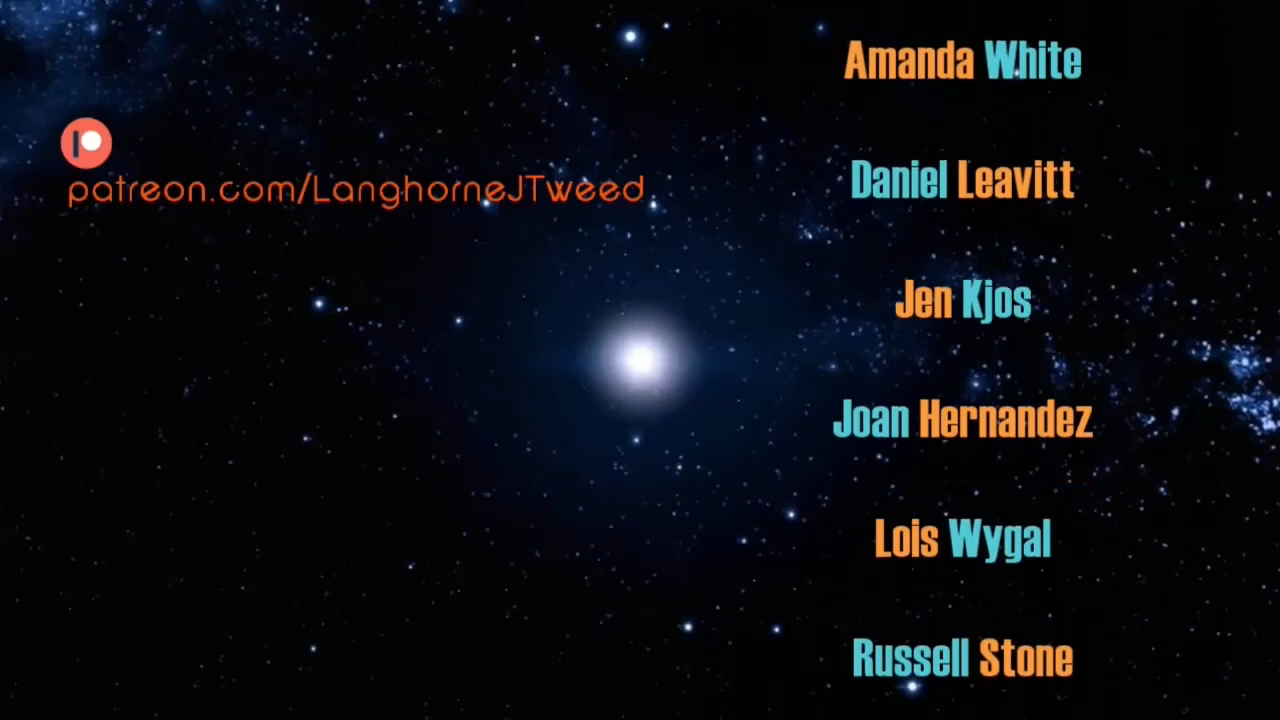 patreon.com/LanghorneJTweed
Amanda White
Daniel Leavitt
Jen Kjos
Joan Hernandez
Lois Wygal
Russell Stone